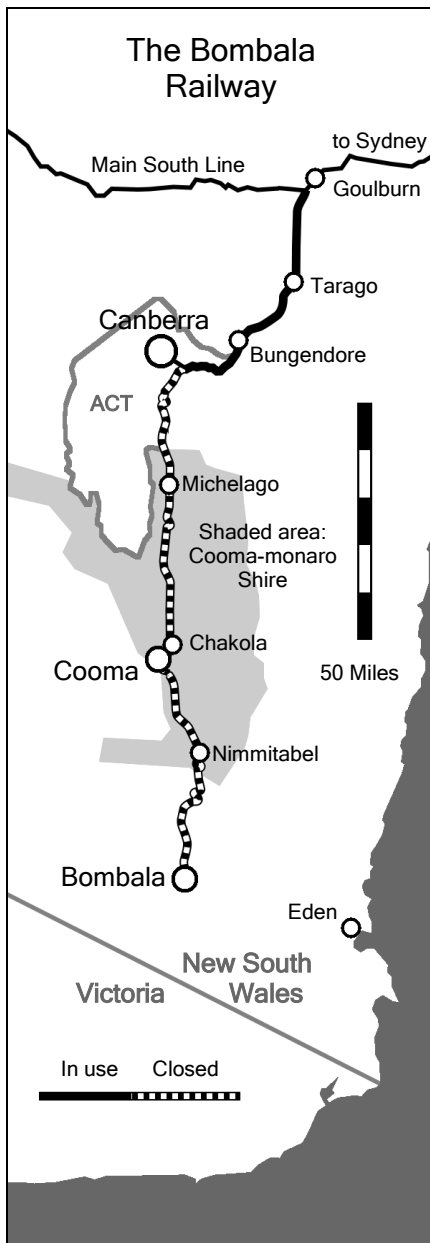 The Bombala
Railway
to Sydney
Main South Line
Goulburn
Tarago
Canberra
Bungendore
ACT
Michelago
Shaded area:
Cooma-monaro
Shire
Chakola
Cooma
50 Miles
Nimmitabel
Bombala
Eden
New South
Victoria
Wales
In use
Closed